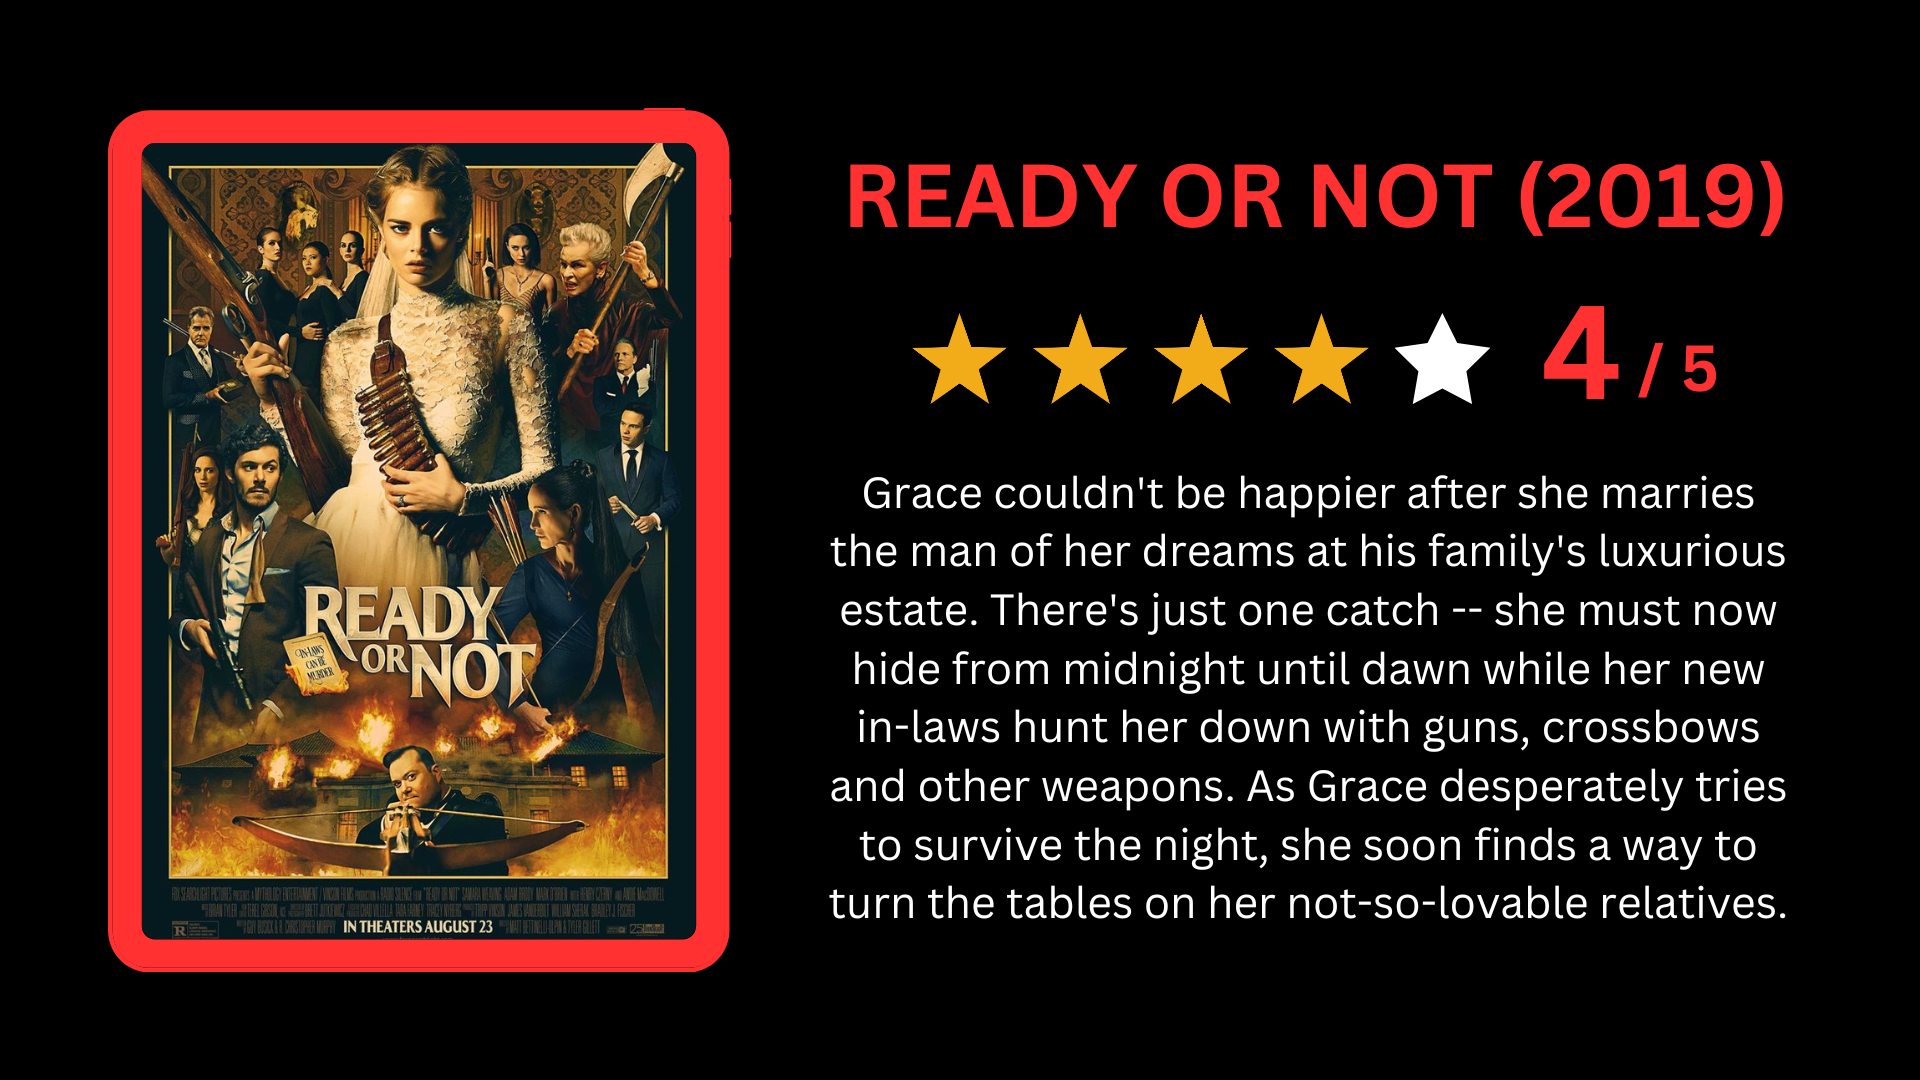 READY OR NOT (2019)
4 / 5
Grace couldn't be happier after she marries
the man of her dreams at his family's luxurious
estate. There's just one catch -- she must now
hide from midnight until dawn while her new
in-laws hunt her down with guns, crossbows
and other weapons. As Grace desperately tries
to survive the night, she soon finds a way to
turn the tables on her not-so-lovable relatives.
READY
OR NOT
IN-LAWS
CAN BE
MURDER
IN THEATERS AUGUST 23
R